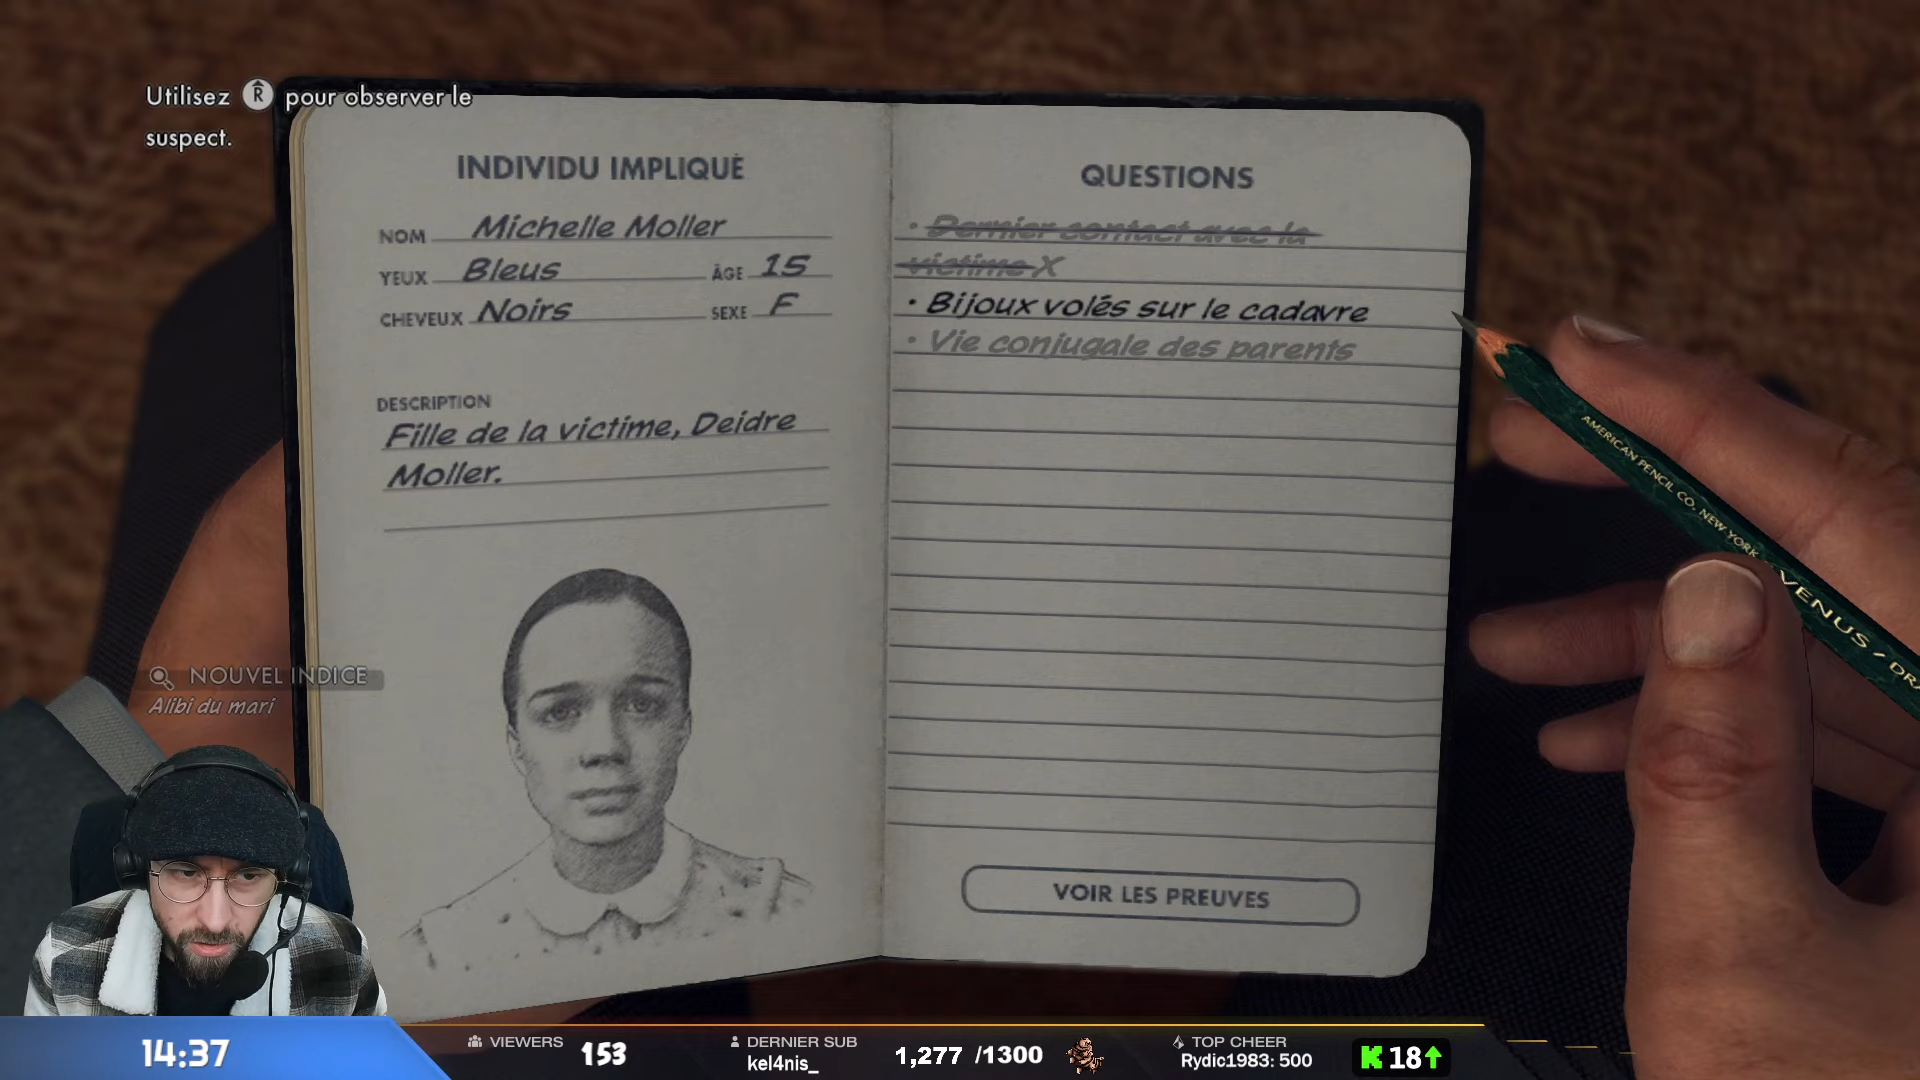 Utilisez R pour observer le
suspect.
INDIVIDU IMPLIQUÉ
NOM Michelle Moller
YEUX Bleus ÂGE 15
CHEVEUX Noirs SEXE F
DESCRIPTION
Fille de la victime, Deidre
Moller.
QUESTIONS
• Dernier contact avec la
victime X
• Bijoux volés sur le cadavre
• Vie conjugale des parents
VOIR LES PREUVES
AMERICAN PENCIL CO. NEW YORK VENUS / DRA
NOUVEL INDICE
Alibi du mari
14:37
VIEWERS 153
DERNIER SUB
kel4nis_
1,277 /1300
TOP CHEER
Rydic1983: 500
K 18↑